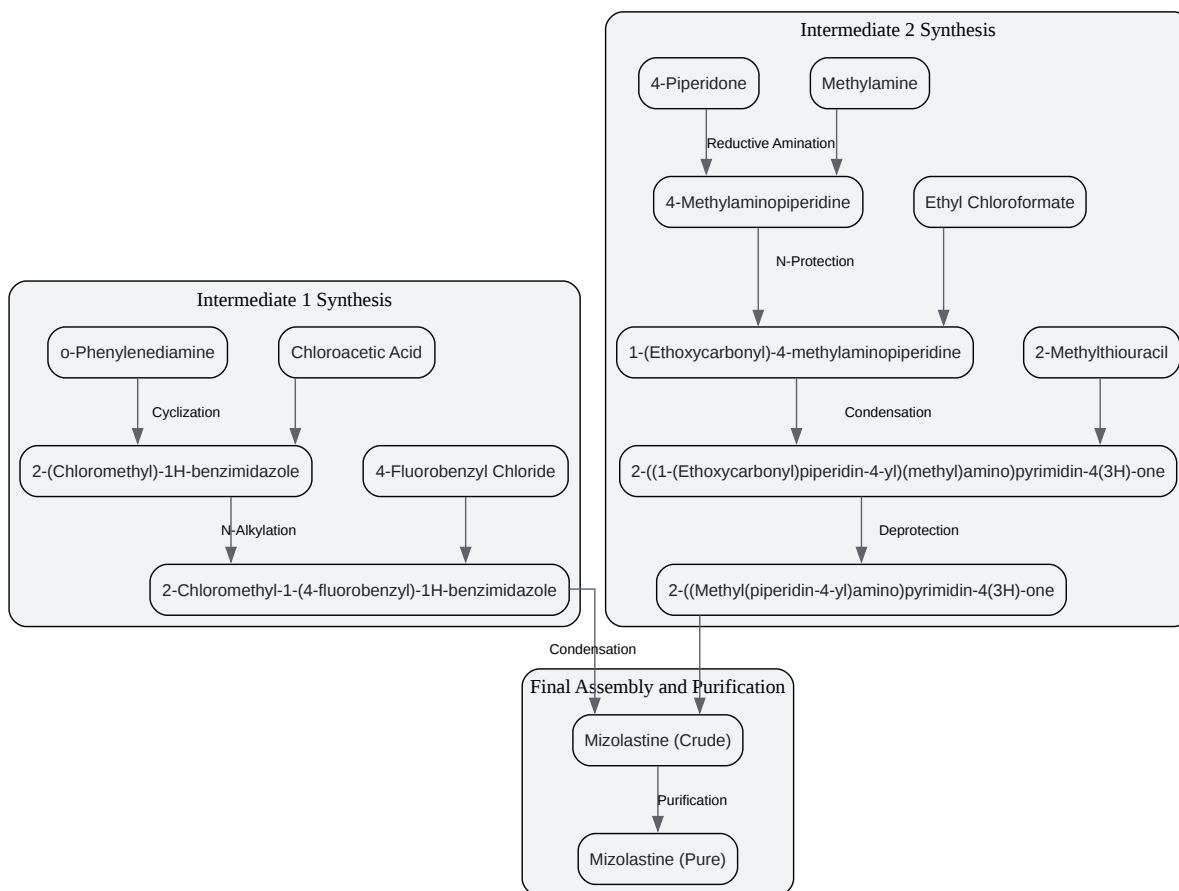 Intermediate 2 Synthesis
4-Piperidone
Methylamine
Reductive Amination
4-Methylaminopiperidine
Ethyl Chloroformate
N-Protection
Intermediate 1 Synthesis
o-Phenylenediamine
Chloroacetic Acid
1-(Ethoxycarbonyl)-4-methylaminopiperidine
2-Methylthiouracil
Cyclization
Condensation
2-(Chloromethyl)-1H-benzimidazole
4-Fluorobenzyl Chloride
2-((1-(Ethoxycarbonyl)piperidin-4-yl)(methyl)amino)pyrimidin-4(3H)-one
N-Alkylation
Deprotection
2-Chloromethyl-1-(4-fluorobenzyl)-1H-benzimidazole
2-((Methyl(piperidin-4-yl)amino)pyrimidin-4(3H)-one
Condensation
Final Assembly and Purification
Mizolastine (Crude)
Purification
Mizolastine (Pure)